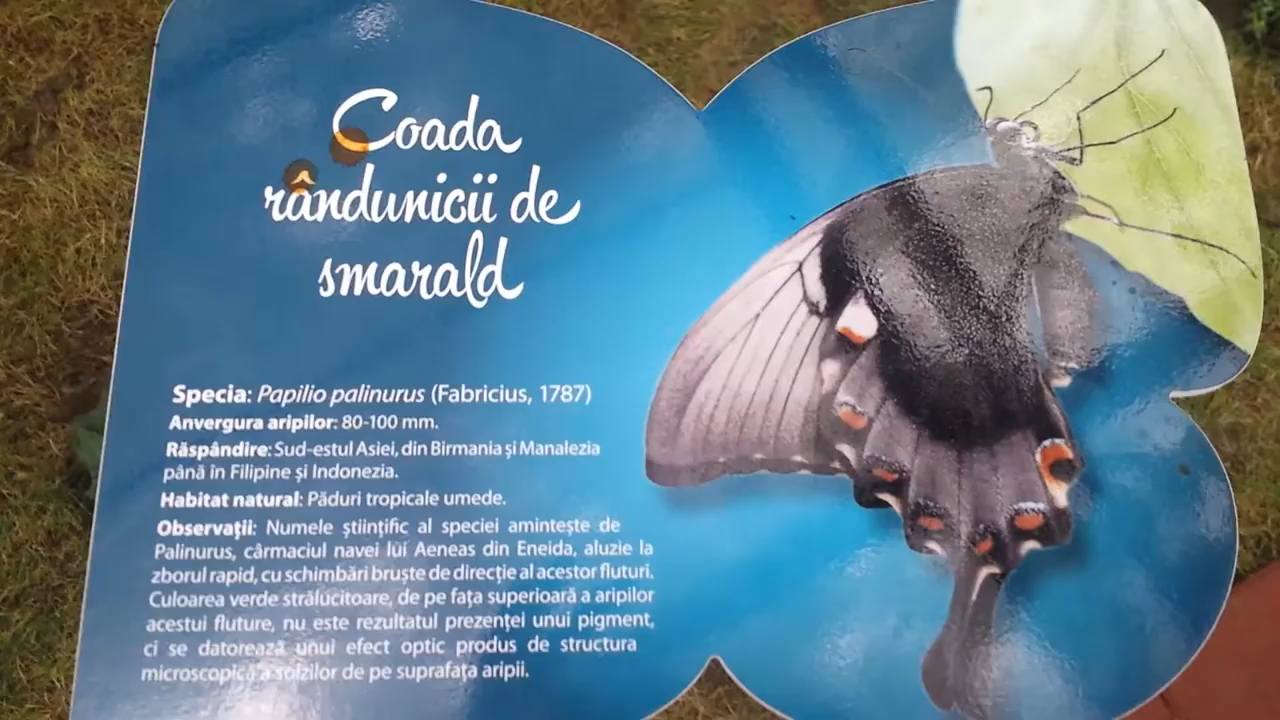 Coada
rândunicii de
smarald
Specia: Papilio palinurus (Fabricius, 1787)
Anvergura aripilor: 80-100 mm.
Răspândire: Sud-estul Asiei, din Birmania și Manalezia
până în Filipine și Indonezia.
Habitat natural: Păduri tropicale umede.
Observații: Numele științific al speciei amintește de
Palinurus, cârmaciul navei lui Aeneas din Eneida, aluzie la
zborul rapid, cu schimbări bruște de direcție al acestor fluturi.
Culoarea verde strălucitoare, de pe fața superioară a aripilor
acestui fluture, nu este rezultatul prezenței unui pigment,
ci se datorează unui efect optic produs de structura
microscopică a solzilor de pe suprafața aripii.